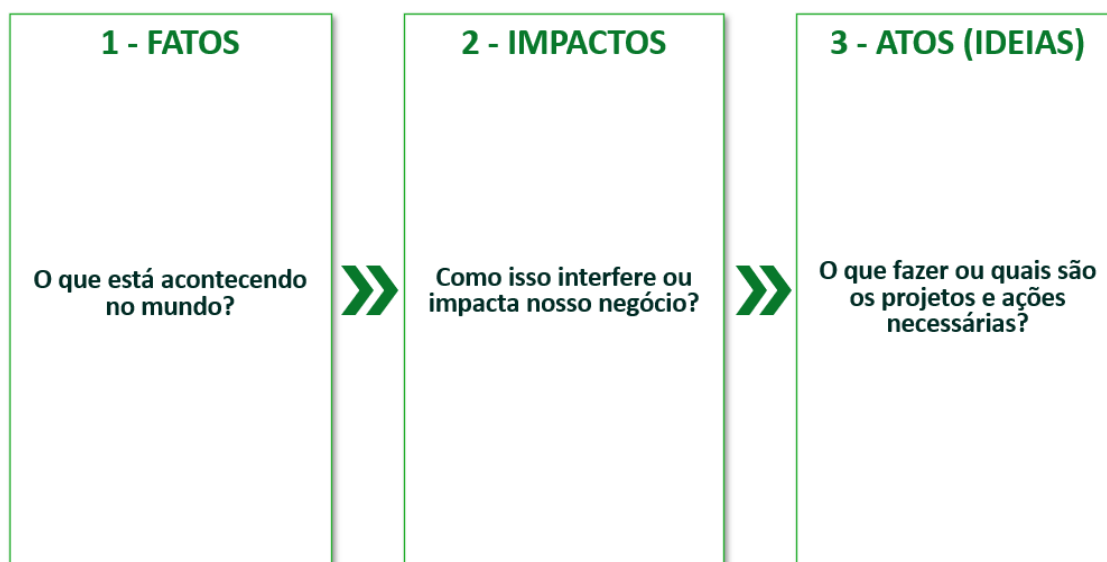 1 - FATOS
O que está acontecendo
no mundo?
2 - IMPACTOS
Como isso interfere ou
impacta nosso negócio?
3 - ATOS (IDEIAS)
O que fazer ou quais são
os projetos e ações
necessárias?